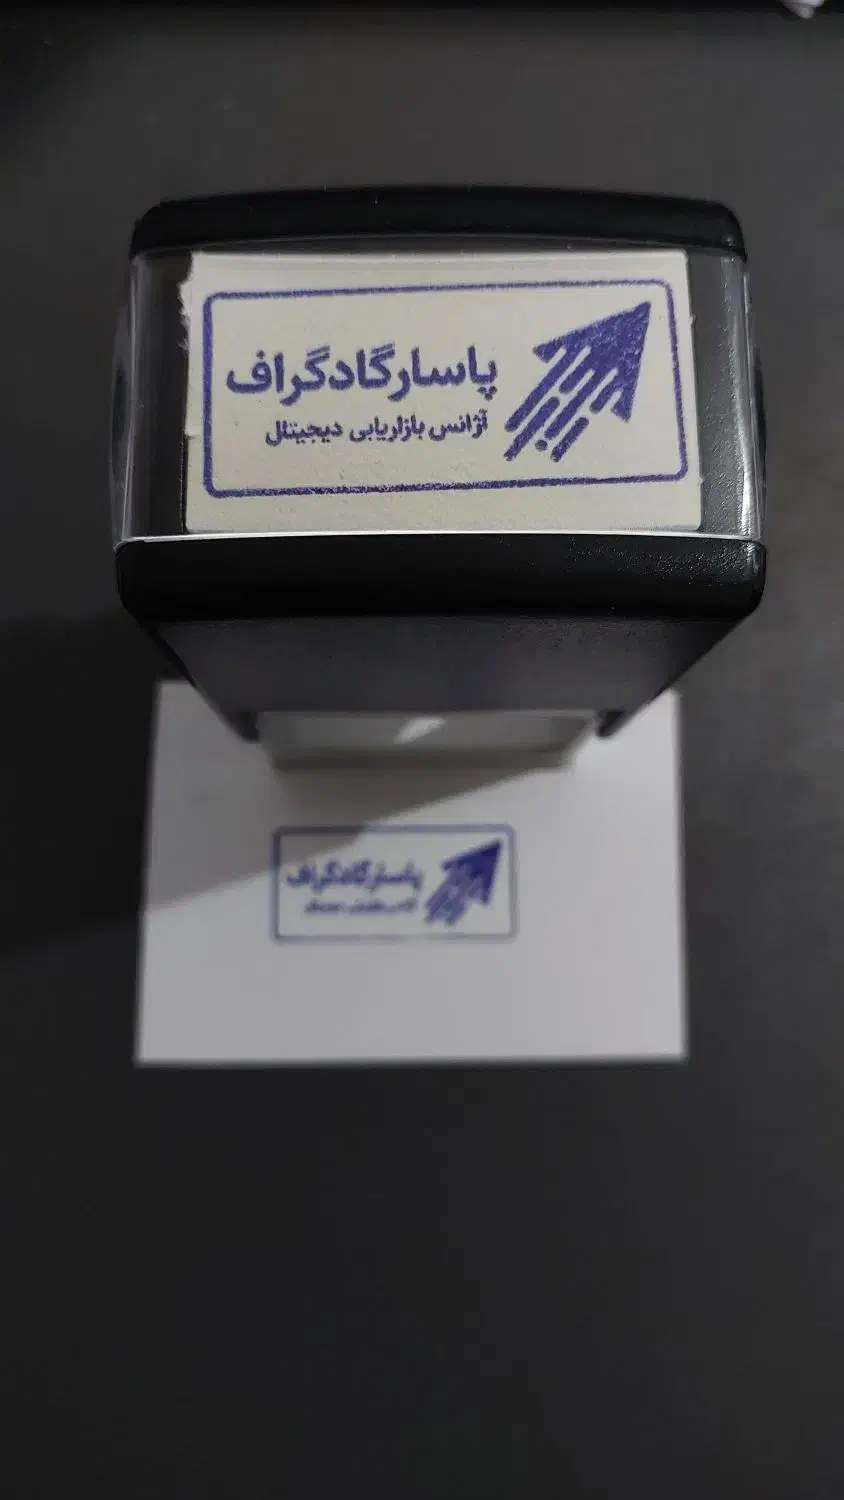 پاسارگادگراف
آژانس بازاریابی دیجیتال
پاسارگادگراف